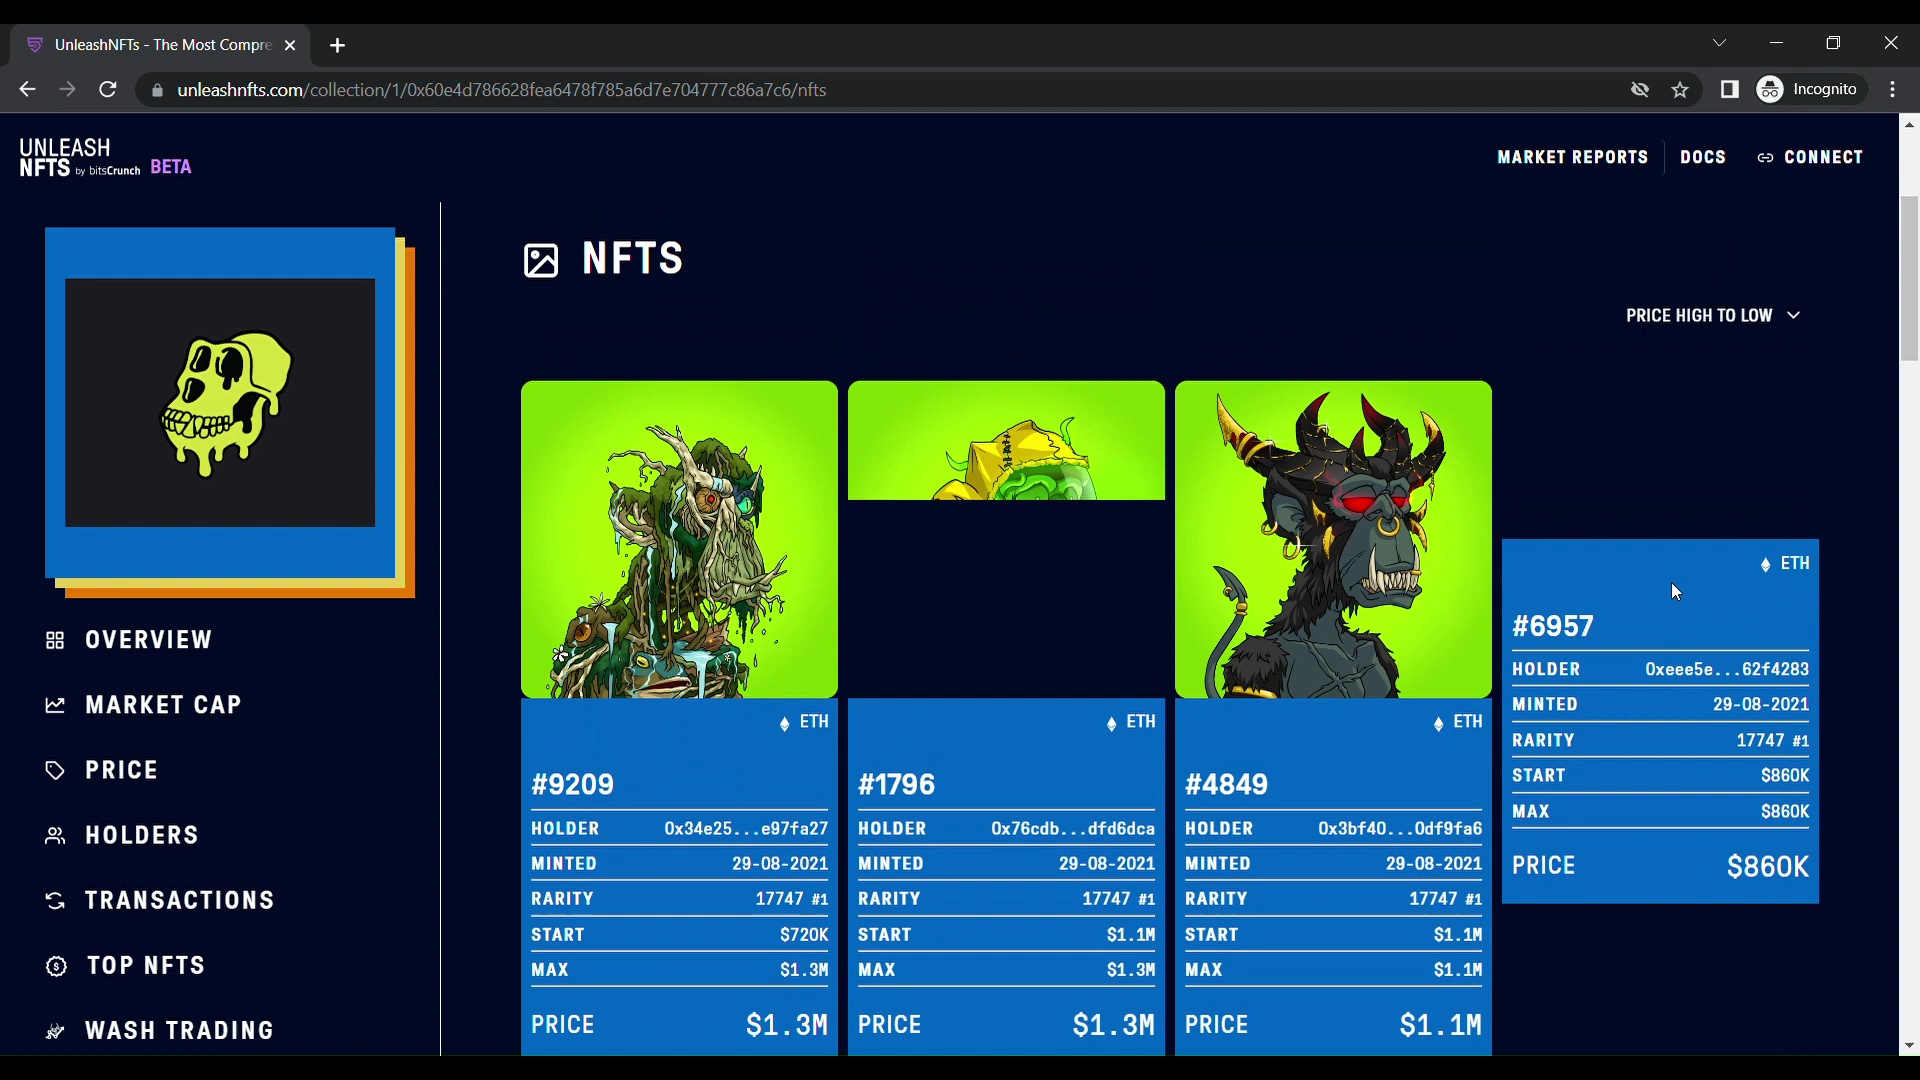 UnleashNFTs - The Most Compre
unleashnfts.com/collection/1/0x60e4d786628fea6478f785a6d7e704777c86a7c6/nfts
Incognito
UNLEASH
NFTS by bitsCrunch BETA
MARKET REPORTS
DOCS
CONNECT
NFTS
PRICE HIGH TO LOW
OVERVIEW
MARKET CAP
PRICE
HOLDERS
TRANSACTIONS
TOP NFTS
WASH TRADING
ETH
#9209
HOLDER 0x34e25...e97fa27
MINTED 29-08-2021
RARITY 17747 #1
START $720K
MAX $1.3M
PRICE $1.3M
ETH
#1796
HOLDER 0x76cdb...dfd6dca
MINTED 29-08-2021
RARITY 17747 #1
START $1.1M
MAX $1.3M
PRICE $1.3M
ETH
#4849
HOLDER 0x3bf40...0df9fa6
MINTED 29-08-2021
RARITY 17747 #1
START $1.1M
MAX $1.1M
PRICE $1.1M
ETH
#6957
HOLDER 0xeee5e...62f4283
MINTED 29-08-2021
RARITY 17747 #1
START $860K
MAX $860K
PRICE $860K